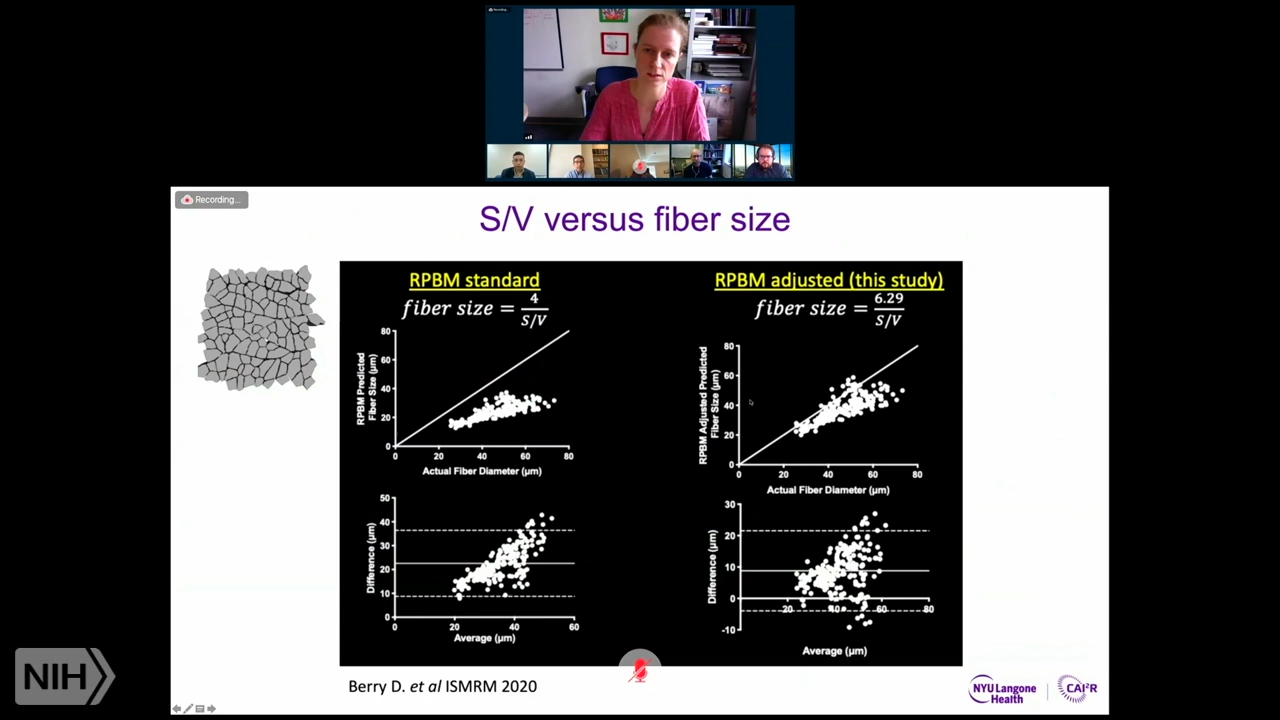 Recording...
Recording...
S/V versus fiber size
RPBM standard
fiber size = 4 / S/V
RPBM Predicted
Fiber Size (µm)
80
60
40
20
0
0 20 40 60 80
Actual Fiber Diameter (µm)
Difference (µm)
50
40
30
20
10
0
0 20 40 60
Average (µm)
RPBM adjusted (this study)
fiber size = 6.29 / S/V
RPBM Adjusted Predicted
Fiber Size (µm)
80
60
40
20
0
0 20 40 60 80
Actual Fiber Diameter (µm)
Difference (µm)
30
20
10
0
-10
20 40 60 80
Average (µm)
Berry D. et al ISMRM 2020
NIH
NYU Langone
Health
CAI²R